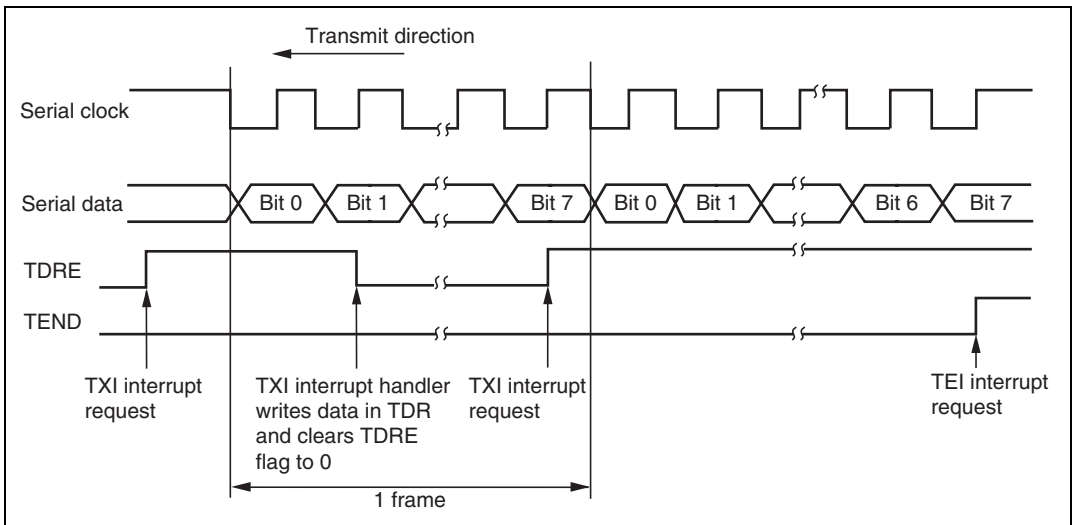 Transmit direction
Serial clock
Serial data
Bit 0
Bit 1
Bit 7
Bit 0
Bit 1
Bit 6
Bit 7
TDRE
TEND
TXI interrupt
request
TXI interrupt handler
writes data in TDR
and clears TDRE
flag to 0
TXI interrupt
request
TEI interrupt
request
1 frame